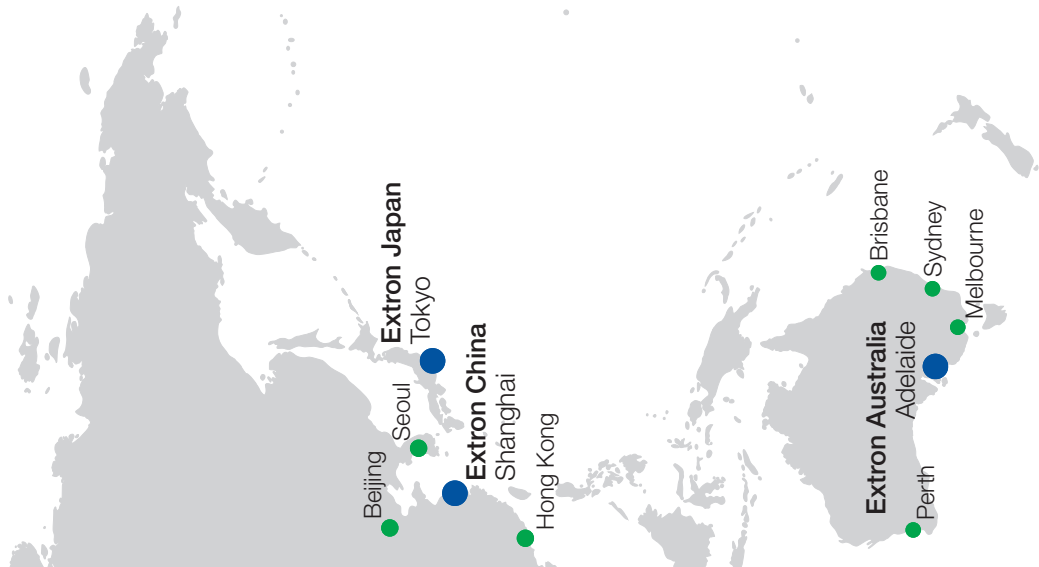 Beijing
Seoul
Extron Japan
Tokyo
Extron China
Shanghai
Hong Kong
Brisbane
Sydney
Melbourne
Extron Australia
Adelaide
Perth